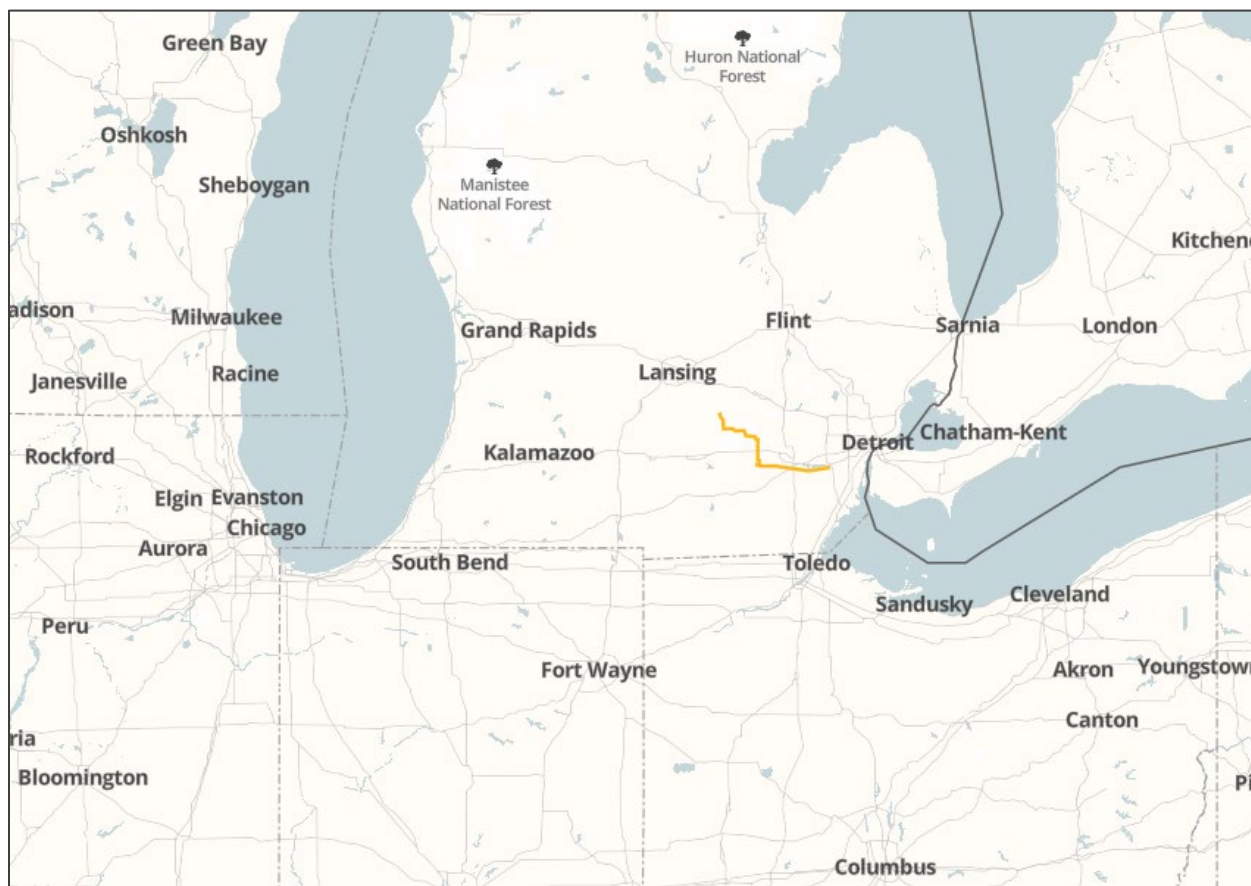 Green Bay
Huron National
Forest
Oshkosh
Sheboygan
Manistee
National Forest
Kitchene
adison
Milwaukee
Grand Rapids
Flint
Sarnia
London
Janesville
Racine
Lansing
Rockford
Kalamazoo
Detroit
Chatham-Kent
Elgin
Evanston
Chicago
Aurora
South Bend
Toledo
Sandusky
Cleveland
Peru
Fort Wayne
Akron
Youngstown
Canton
ria
Bloomington
Pi
Columbus